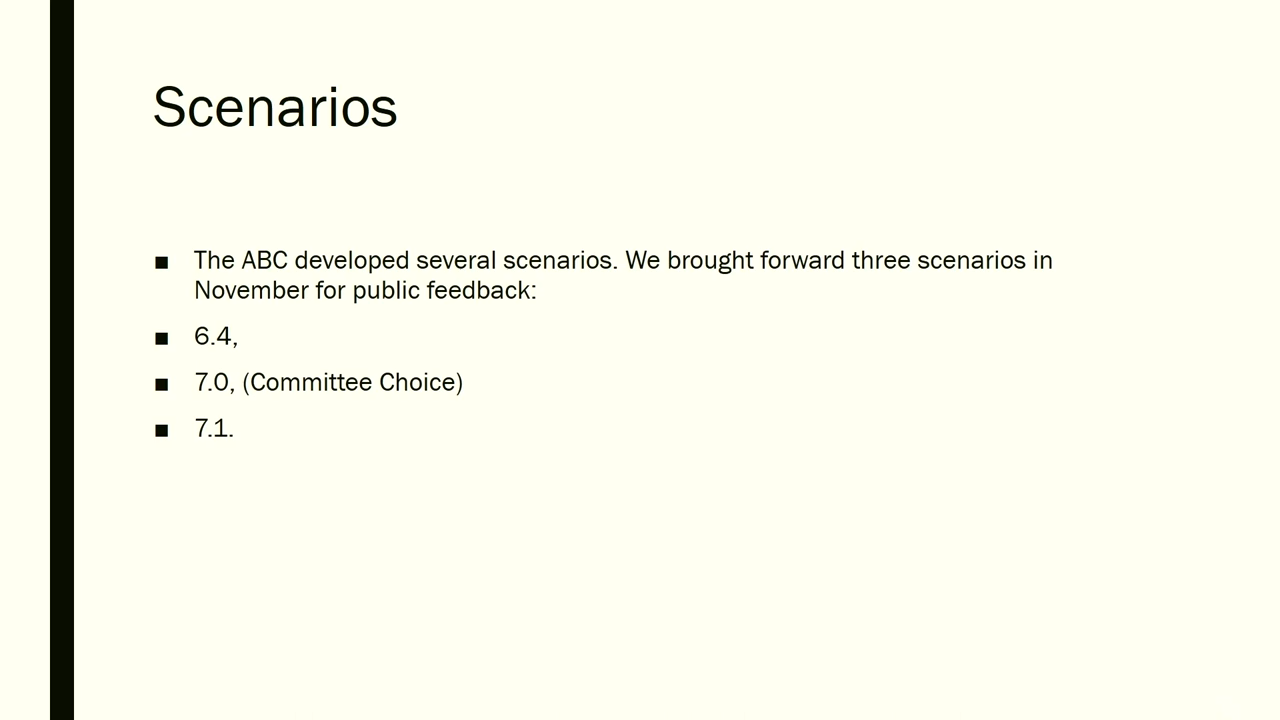 Scenarios
■ The ABC developed several scenarios. We brought forward three scenarios in
November for public feedback:
■ 6.4,
■ 7.0, (Committee Choice)
■ 7.1.